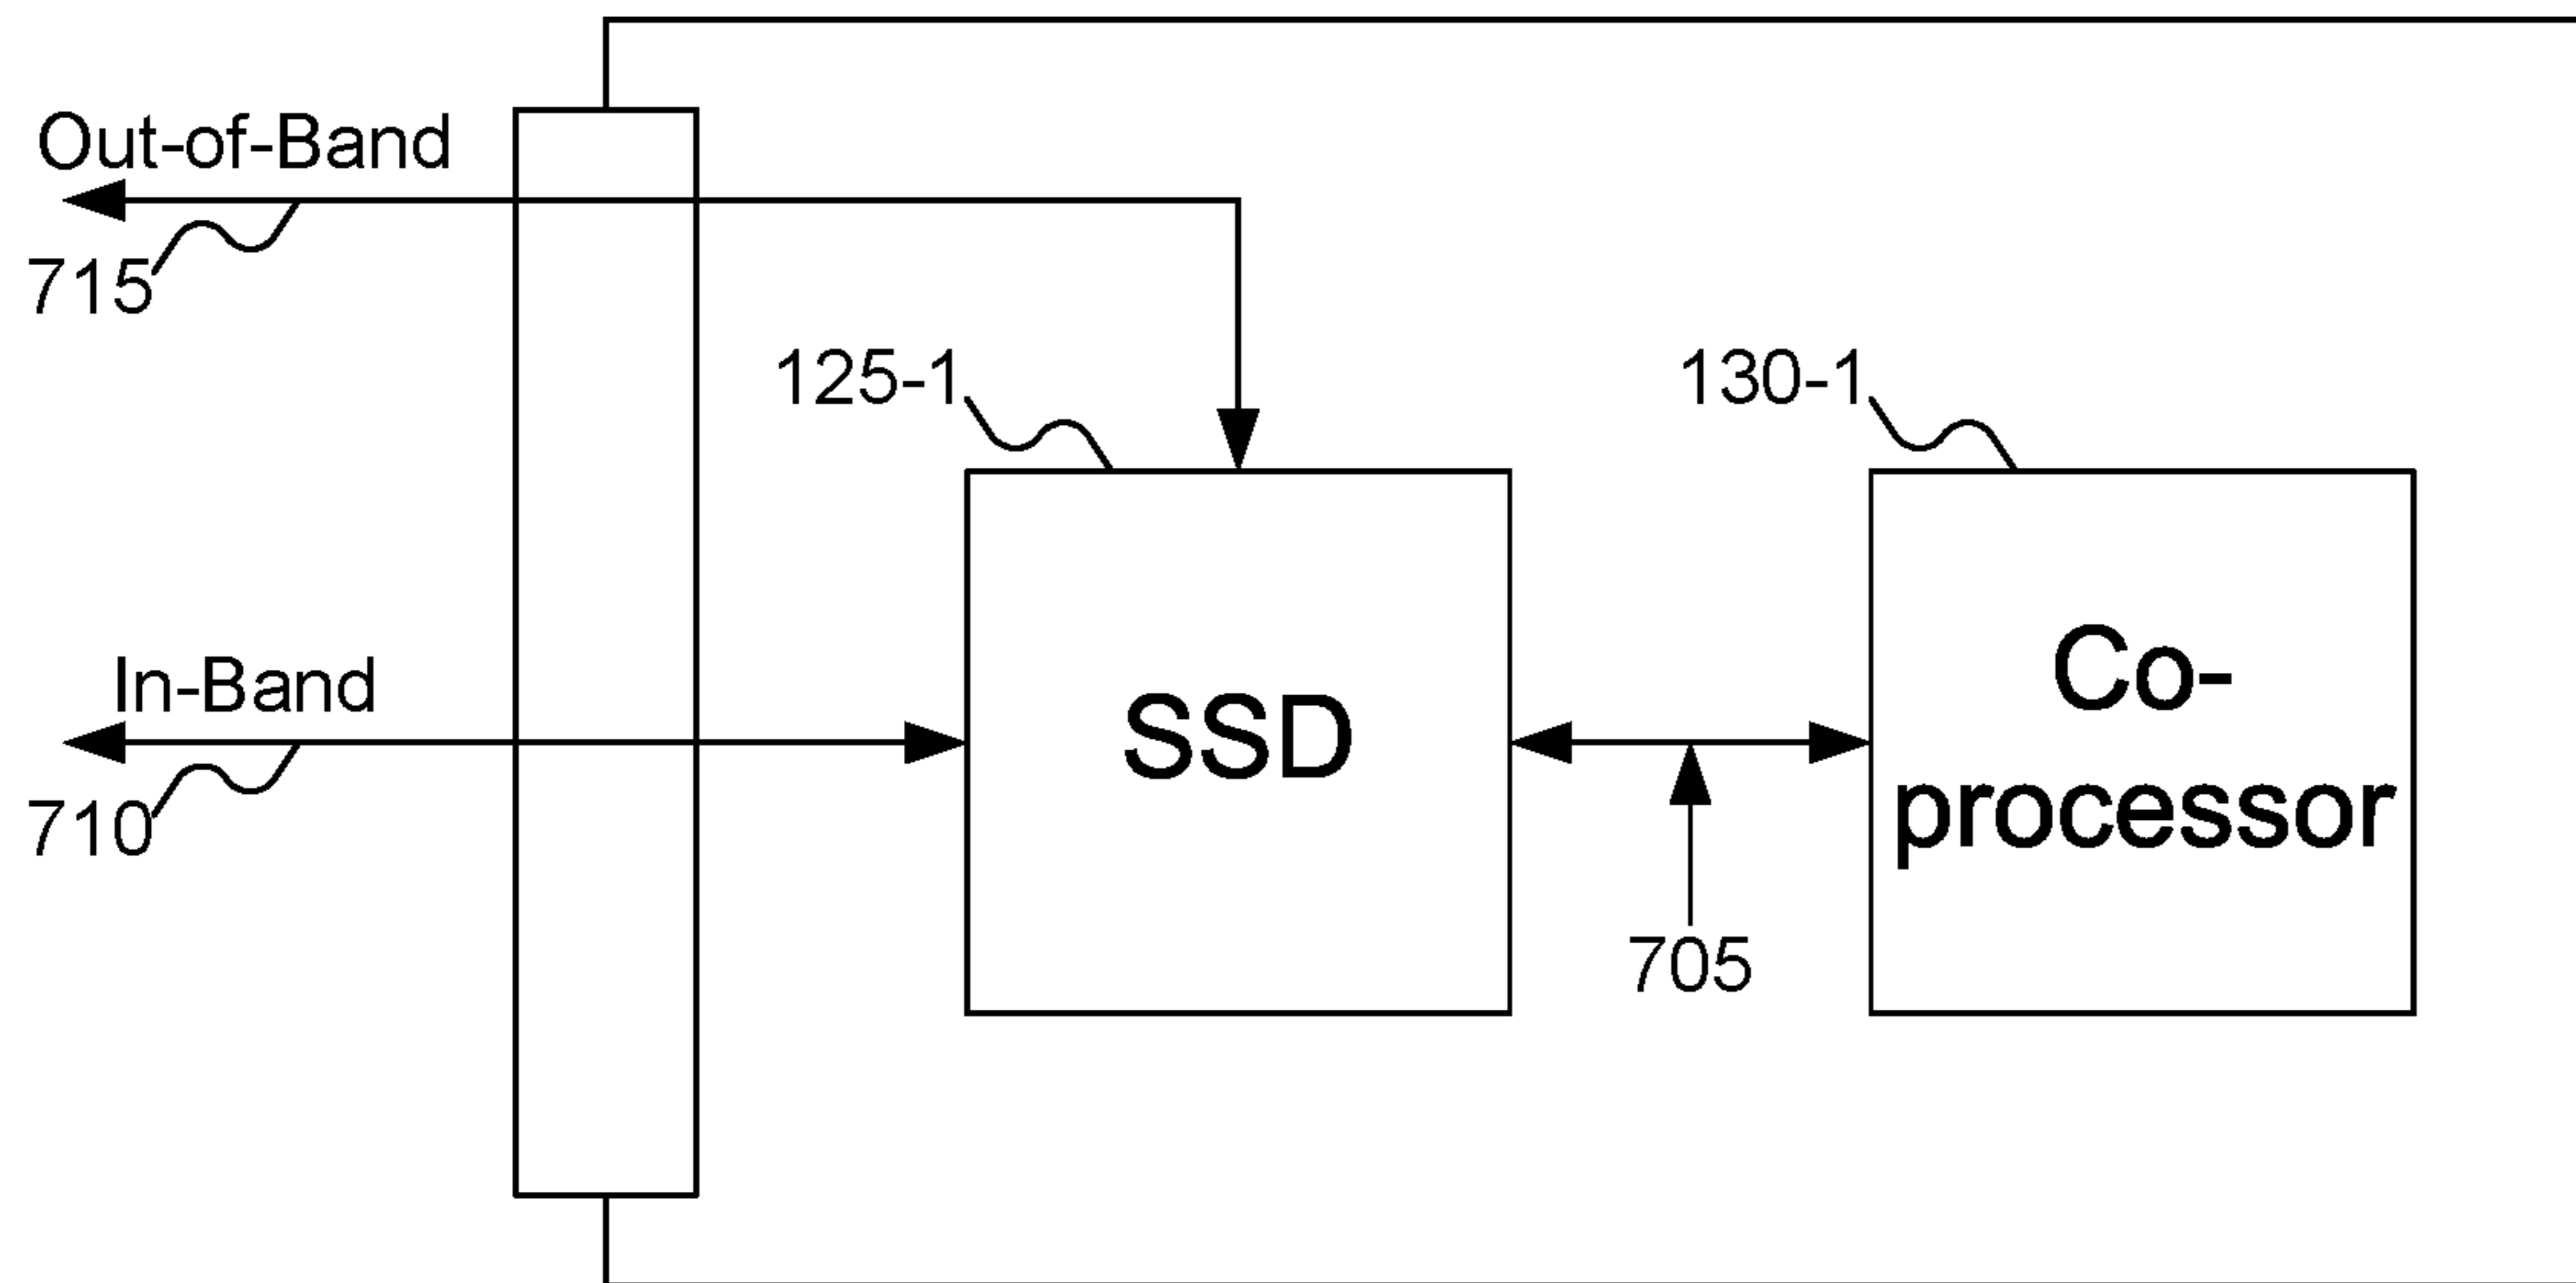 Out-of-Band
715
125-1
130-1
In-Band
710
SSD
Co-
processor
705